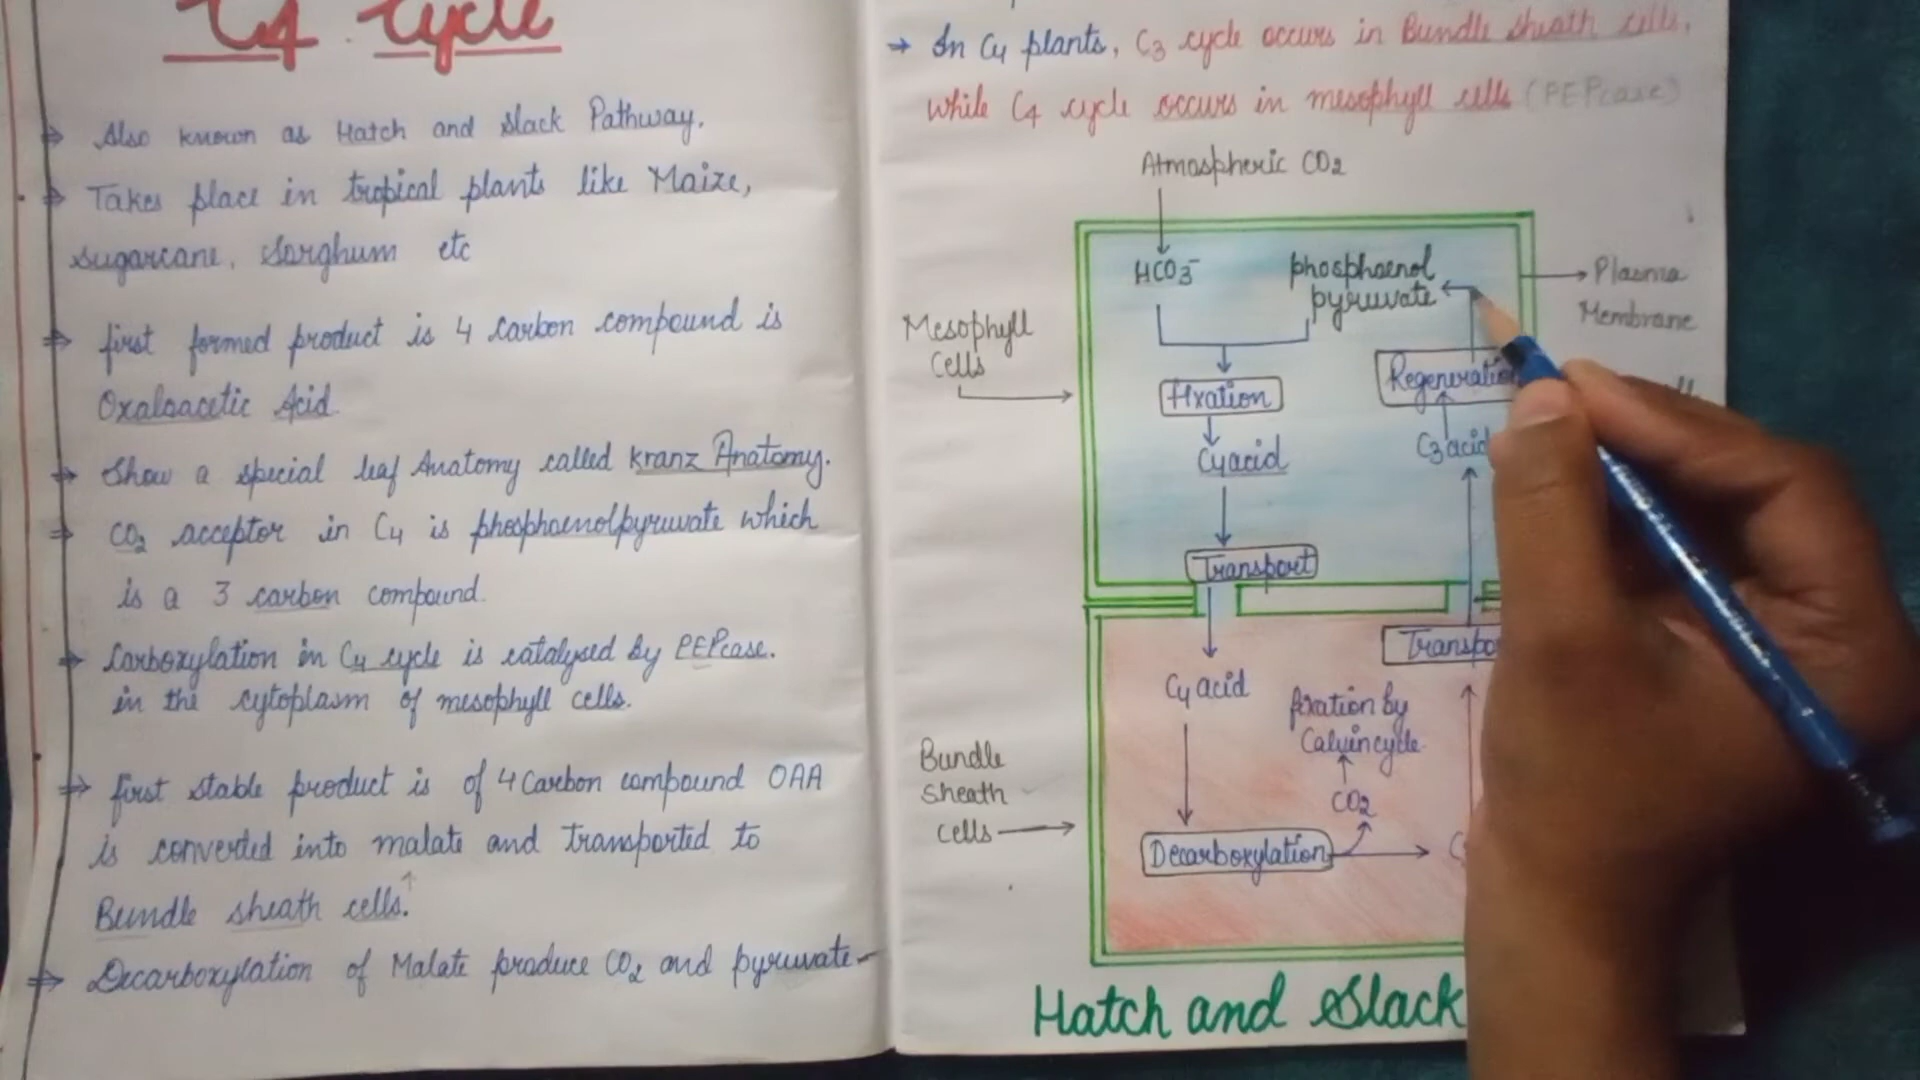 C4 Cycle
Also known as Hatch and Slack Pathway.
Takes place in tropical plants like Maize,
sugarcane, Sorghum etc
first formed product is 4 carbon compound is
Oxaloacetic Acid
Show a special leaf Anatomy called kranz Anatomy.
CO2 acceptor in C4 is phosphoenolpyruvate which
is a 3 carbon compound.
Carboxylation in C4 cycle is catalysed by PEPcase.
in the cytoplasm of mesophyll cells.
first stable product is of 4 Carbon compound OAA
is converted into malate and transported to
Bundle sheath cells.
Decarboxylation of Malate produce CO2 and pyruvate
→ In C4 plants, C3 cycle occurs in Bundle sheath cells,
while C4 cycle occurs in mesophyll cells (PEPcase)
Atmospheric CO2
HCO3-
phosphoenol
pyruvate
Plasma
Membrane
Mesophyll
Cells
Fixation
Regeneration
C4 acid
C3 acid
Transport
Transpo
C4 acid
fixation by
Calvin cycle
Bundle
sheath
cells
CO2
Decarboxylation
Hatch and Slack